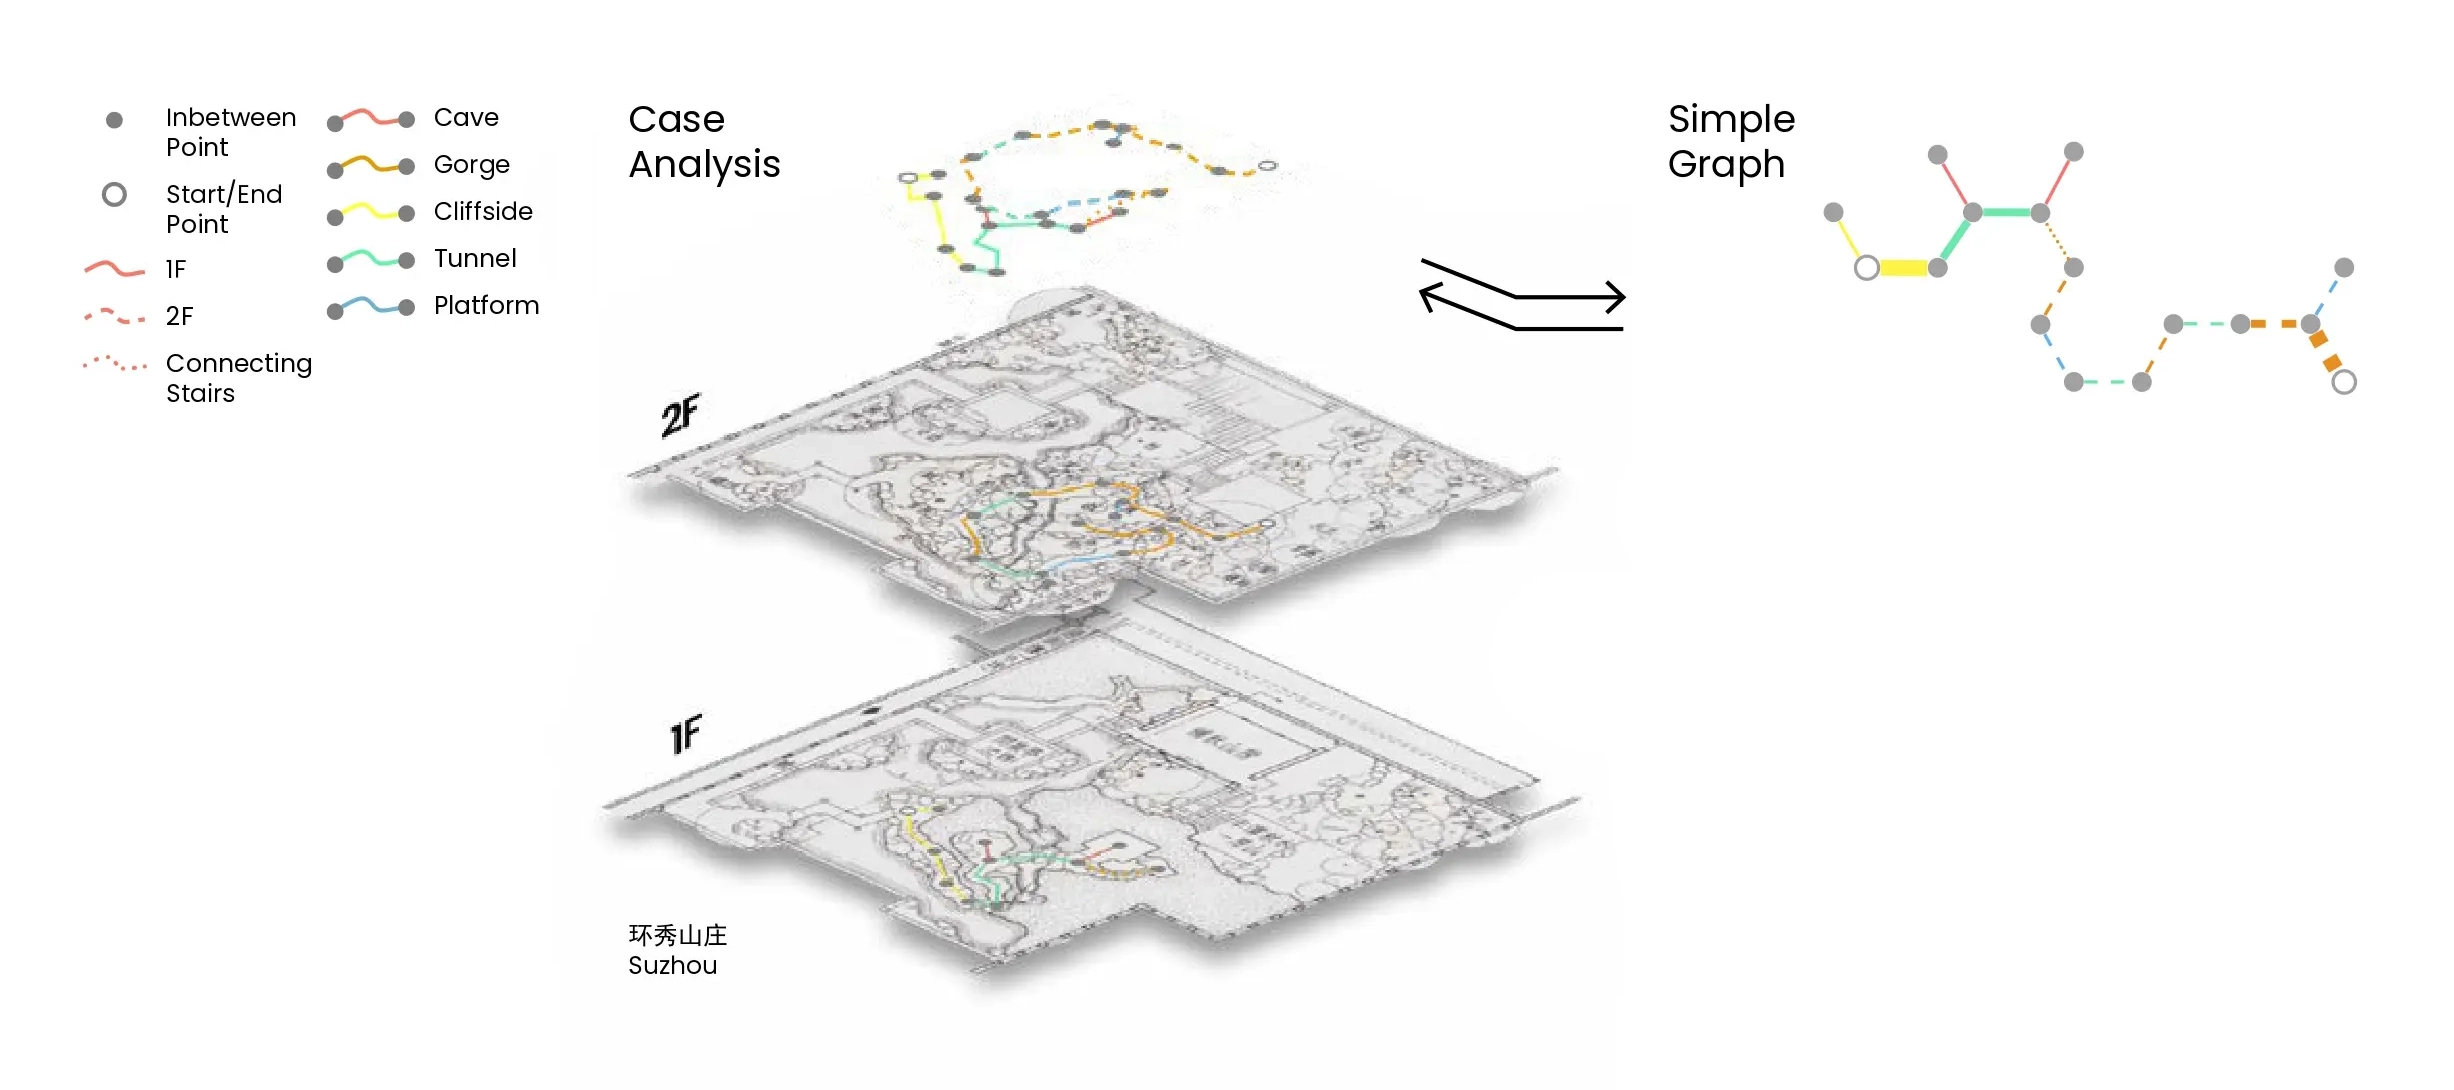 Inbetween
Point
Start/End
Point
1F
2F
Connecting
Stairs
Cave
Gorge
Cliffside
Tunnel
Platform
Case
Analysis
2F
1F
环秀山庄
Suzhou
Simple
Graph